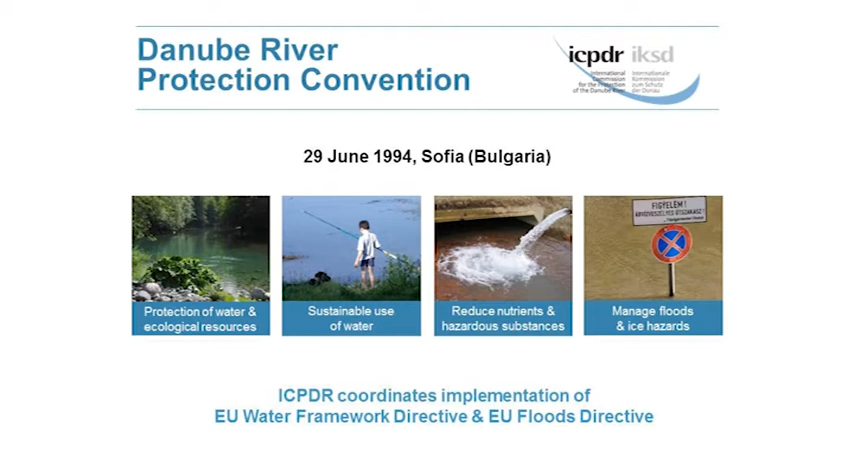 Danube River
Protection Convention
icpdr iksd
International
Commission
for the Protection
of the Danube River
Internationale
Kommission
zum Schutz
der Donau
29 June 1994, Sofia (Bulgaria)
FIGYELEM !
ÁRVÍZVESZÉLYES ÚTSZAKASZ !
Protection of water &
ecological resources
Sustainable use
of water
Reduce nutrients &
hazardous substances
Manage floods
& ice hazards
ICPDR coordinates implementation of
EU Water Framework Directive & EU Floods Directive